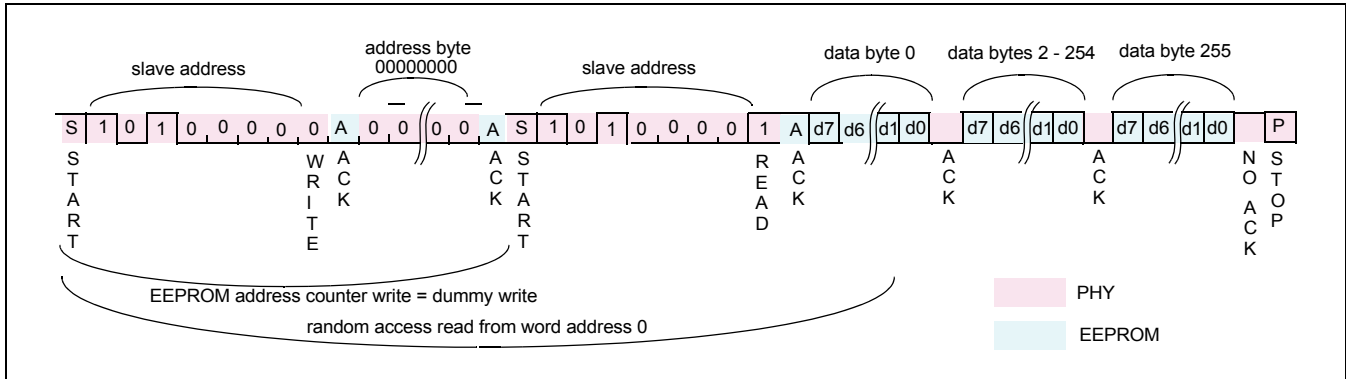 address byte
00000000
slave address
slave address
data byte 0
data bytes 2 - 254
data byte 255
S 1 0 1 0 0 0 0 0 A 0 0 0 0 A S 1 0 1 0 0 0 0 1 A d7 d6 d1 d0 d7 d6 d1 d0 d7 d6 d1 d0 P
START
WRITE
ACK
ACK
START
READ
ACK
ACK
ACK
NO ACK
STOP
EEPROM address counter write = dummy write
random access read from word address 0
PHY
EEPROM